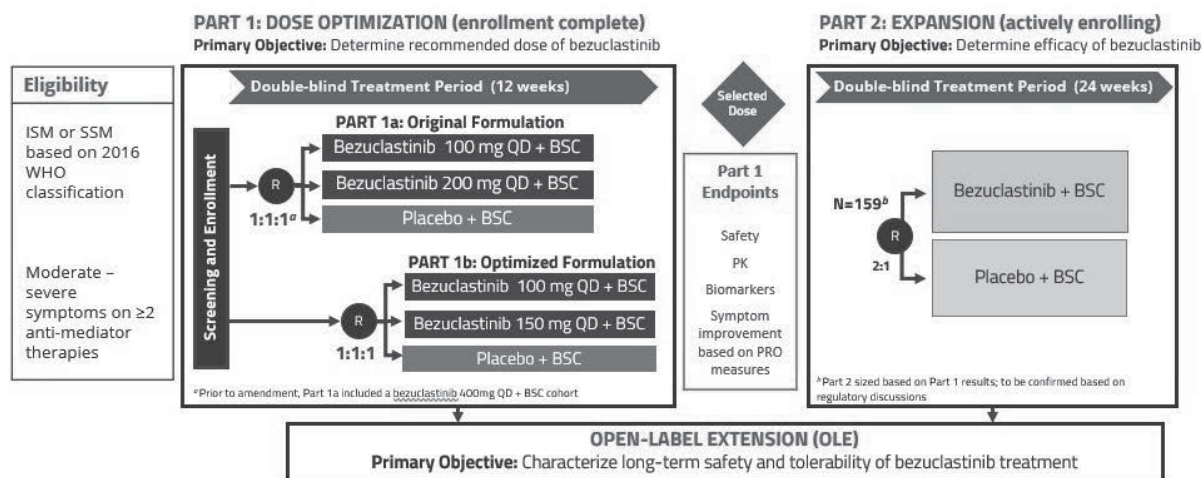 PART 1: DOSE OPTIMIZATION (enrollment complete)
Primary Objective: Determine recommended dose of bezuclastinib
PART 2: EXPANSION (actively enrolling)
Primary Objective: Determine efficacy of bezuclastinib
Eligibility
ISM or SSM
based on 2016
WHO
classification
Moderate –
severe
symptoms on ≥2
anti-mediator
therapies
Double-blind Treatment Period (12 weeks)
Screening and Enrollment
PART 1a: Original Formulation
R
1:1:1ᵃ
Bezuclastinib 100 mg QD + BSC
Bezuclastinib 200 mg QD + BSC
Placebo + BSC
PART 1b: Optimized Formulation
R
1:1:1
Bezuclastinib 100 mg QD + BSC
Bezuclastinib 150 mg QD + BSC
Placebo + BSC
ᵃPrior to amendment, Part 1a included a bezuclastinib 400mg QD + BSC cohort
Selected
Dose
Part 1
Endpoints
Safety
PK
Biomarkers
Symptom
improvement
based on PRO
measures
Double-blind Treatment Period (24 weeks)
N=159ᵇ
R
2:1
Bezuclastinib + BSC
Placebo + BSC
ᵇPart 2 sized based on Part 1 results; to be confirmed based on
regulatory discussions
OPEN-LABEL EXTENSION (OLE)
Primary Objective: Characterize long-term safety and tolerability of bezuclastinib treatment